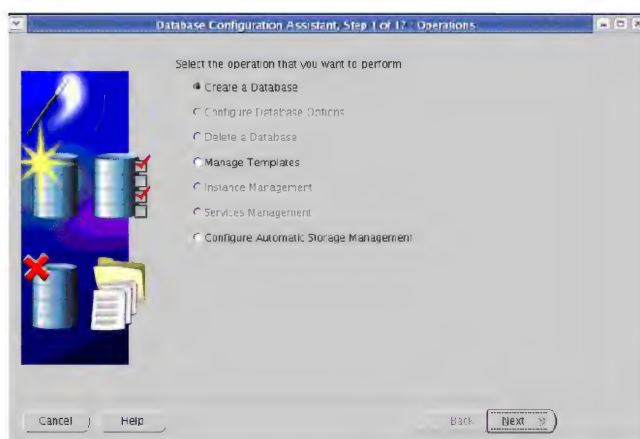 Database Configuration Assistant, Step 1 of 17 : Operations
Select the operation that you want to perform
Create a Database
Configure Database Options
Delete a Database
Manage Templates
Instance Management
Services Management
Configure Automatic Storage Management
Cancel
Help
Back
Next